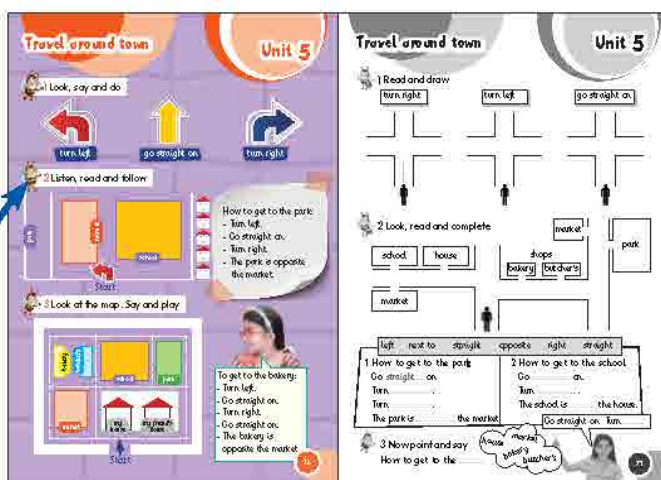 Travel around town
Unit 5
1 Look, say and do
turn left
go straight on
turn right
2 Listen, read and follow
park
school
Start
How to get to the park:
- Turn left.
- Go straight on.
- Turn right.
- The park is opposite
the market.
3 Look at the map. Say and play
school
park
market
my house
my friend's house
Start
To get to the bakery:
- Turn left.
- Go straight on.
- Turn right.
- Go straight on.
- The bakery is
opposite the market.
Travel around town
Unit 5
1 Read and draw
turn right
turn left
go straight on
2 Look, read and complete
market
school
house
shops
park
bakery
butcher's
market
left next to straight opposite right straight
1 How to get to the park
Go straight on
Turn
Turn
The park is the market
2 How to get to the school.
Go on.
Turn
The school is the house.
Go straight on. Turn
3 Now point and say
How to get to the
house
market
bakery
butcher's